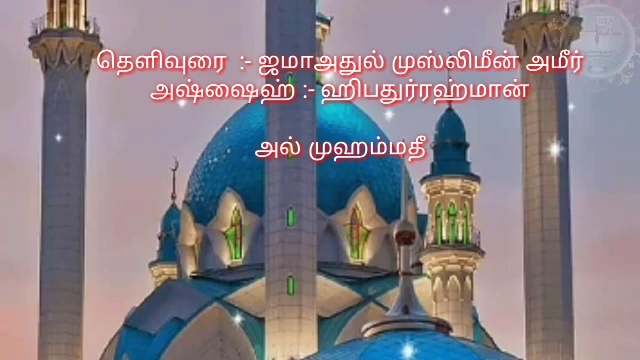 தெளிவுரை :- ஜமாஅதுல் முஸ்லிமீன் அமீர்
அஷ்ஷைஹ் :- ஹிபதுர்ரஹ்மான்
அல் முஹம்மதீ